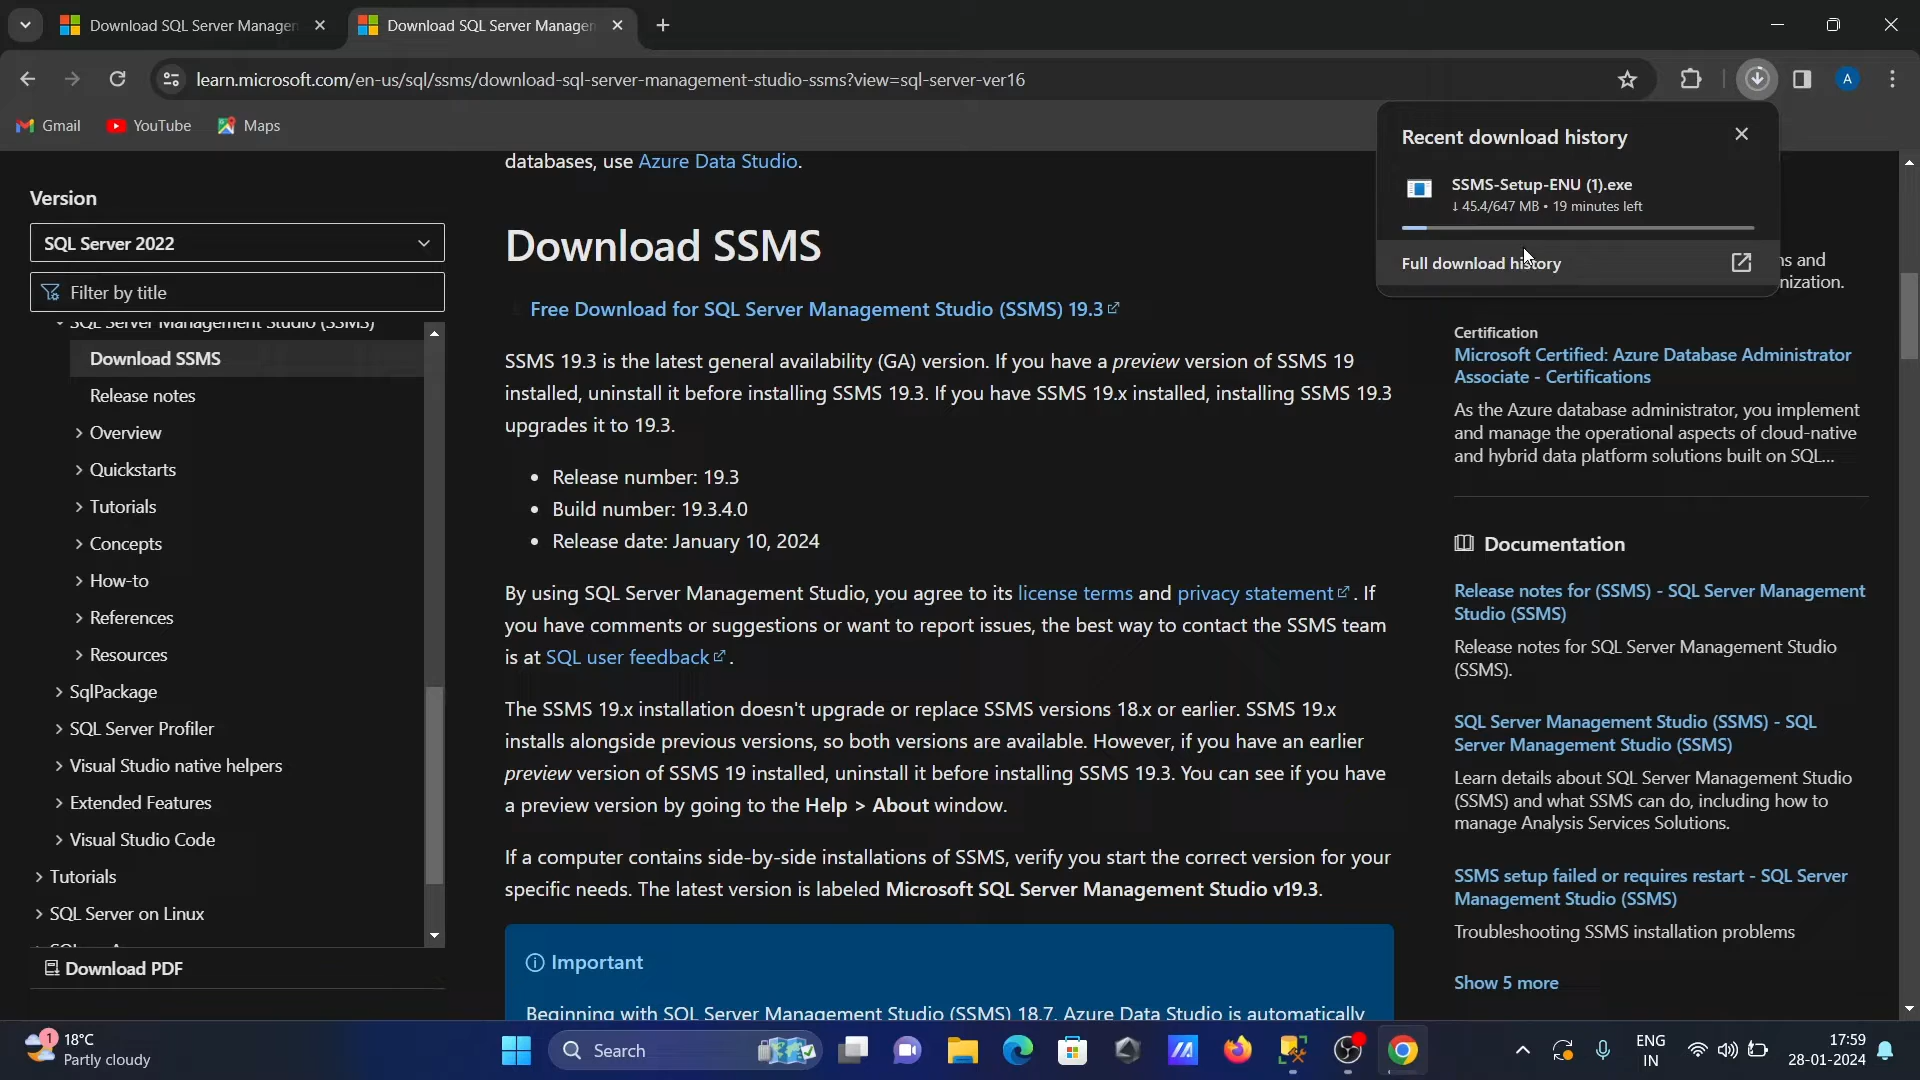 Download SQL Server Manager
Download SQL Server Manager
learn.microsoft.com/en-us/sql/ssms/download-sql-server-management-studio-ssms?view=sql-server-ver16
A
Gmail
YouTube
Maps
Recent download history
SSMS-Setup-ENU (1).exe
↓ 45.4/647 MB • 19 minutes left
Full download history
Version
SQL Server 2022
Filter by title
SQL Server Management Studio (SSMS)
Download SSMS
Release notes
Overview
Quickstarts
Tutorials
Concepts
How-to
References
Resources
SqlPackage
SQL Server Profiler
Visual Studio native helpers
Extended Features
Visual Studio Code
Tutorials
SQL Server on Linux
Download PDF
databases, use Azure Data Studio.
Download SSMS
Free Download for SQL Server Management Studio (SSMS) 19.3
SSMS 19.3 is the latest general availability (GA) version. If you have a preview version of SSMS 19
installed, uninstall it before installing SSMS 19.3. If you have SSMS 19.x installed, installing SSMS 19.3
upgrades it to 19.3.
• Release number: 19.3
• Build number: 19.3.4.0
• Release date: January 10, 2024
By using SQL Server Management Studio, you agree to its license terms and privacy statement. If
you have comments or suggestions or want to report issues, the best way to contact the SSMS team
is at SQL user feedback.
The SSMS 19.x installation doesn't upgrade or replace SSMS versions 18.x or earlier. SSMS 19.x
installs alongside previous versions, so both versions are available. However, if you have an earlier
preview version of SSMS 19 installed, uninstall it before installing SSMS 19.3. You can see if you have
a preview version by going to the Help > About window.
If a computer contains side-by-side installations of SSMS, verify you start the correct version for your
specific needs. The latest version is labeled Microsoft SQL Server Management Studio v19.3.
Important
Beginning with SQL Server Management Studio (SSMS) 18.7, Azure Data Studio is automatically
ns and
nization.
Certification
Microsoft Certified: Azure Database Administrator
Associate - Certifications
As the Azure database administrator, you implement
and manage the operational aspects of cloud-native
and hybrid data platform solutions built on SQL...
Documentation
Release notes for (SSMS) - SQL Server Management
Studio (SSMS)
Release notes for SQL Server Management Studio
(SSMS).
SQL Server Management Studio (SSMS) - SQL
Server Management Studio (SSMS)
Learn details about SQL Server Management Studio
(SSMS) and what SSMS can do, including how to
manage Analysis Services Solutions.
SSMS setup failed or requires restart - SQL Server
Management Studio (SSMS)
Troubleshooting SSMS installation problems
Show 5 more
1
18°C
Partly cloudy
Search
ENG
IN
17:59
28-01-2024